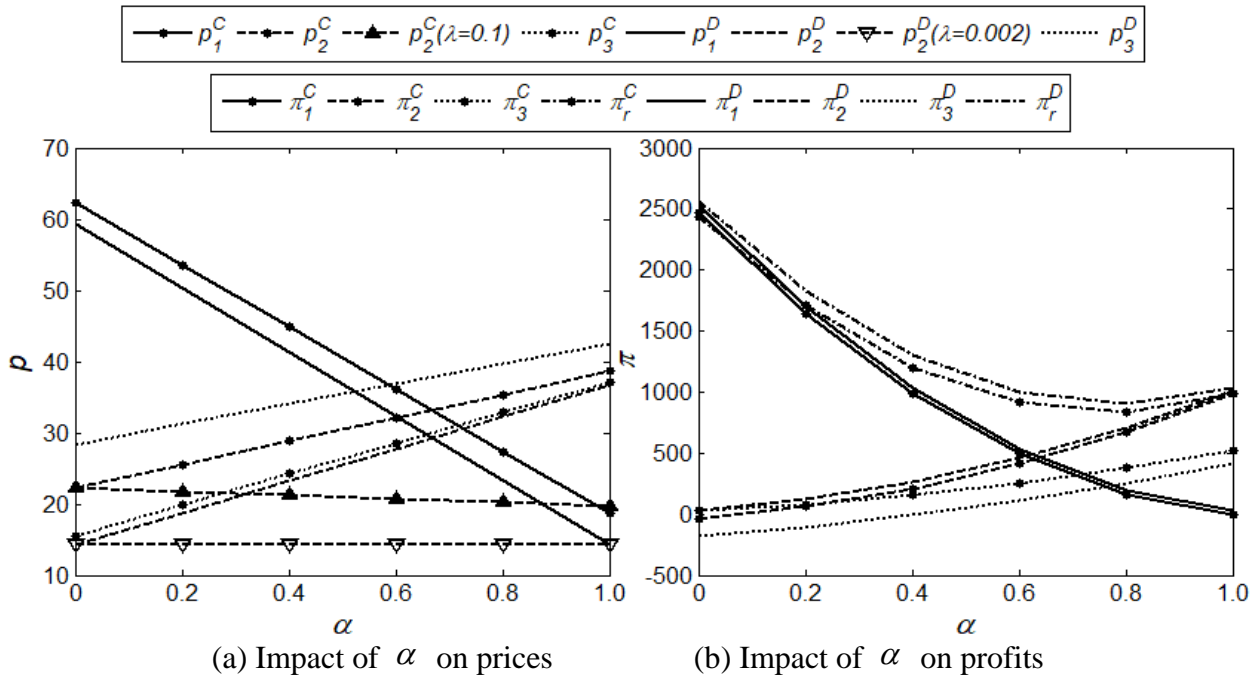 p_1^C p_2^C p_2^C(λ=0.1) p_3^C p_1^D p_2^D p_2^D(λ=0.002) p_3^D
π_1^C π_2^C π_3^C π_r^C π_1^D π_2^D π_3^D π_r^D
70
60
50
40
30
20
10
p
0 0.2 0.4 0.6 0.8 1.0
α
3000
2500
2000
1500
1000
500
0
-500
π
0 0.2 0.4 0.6 0.8 1.0
α
(a) Impact of α on prices
(b) Impact of α on profits